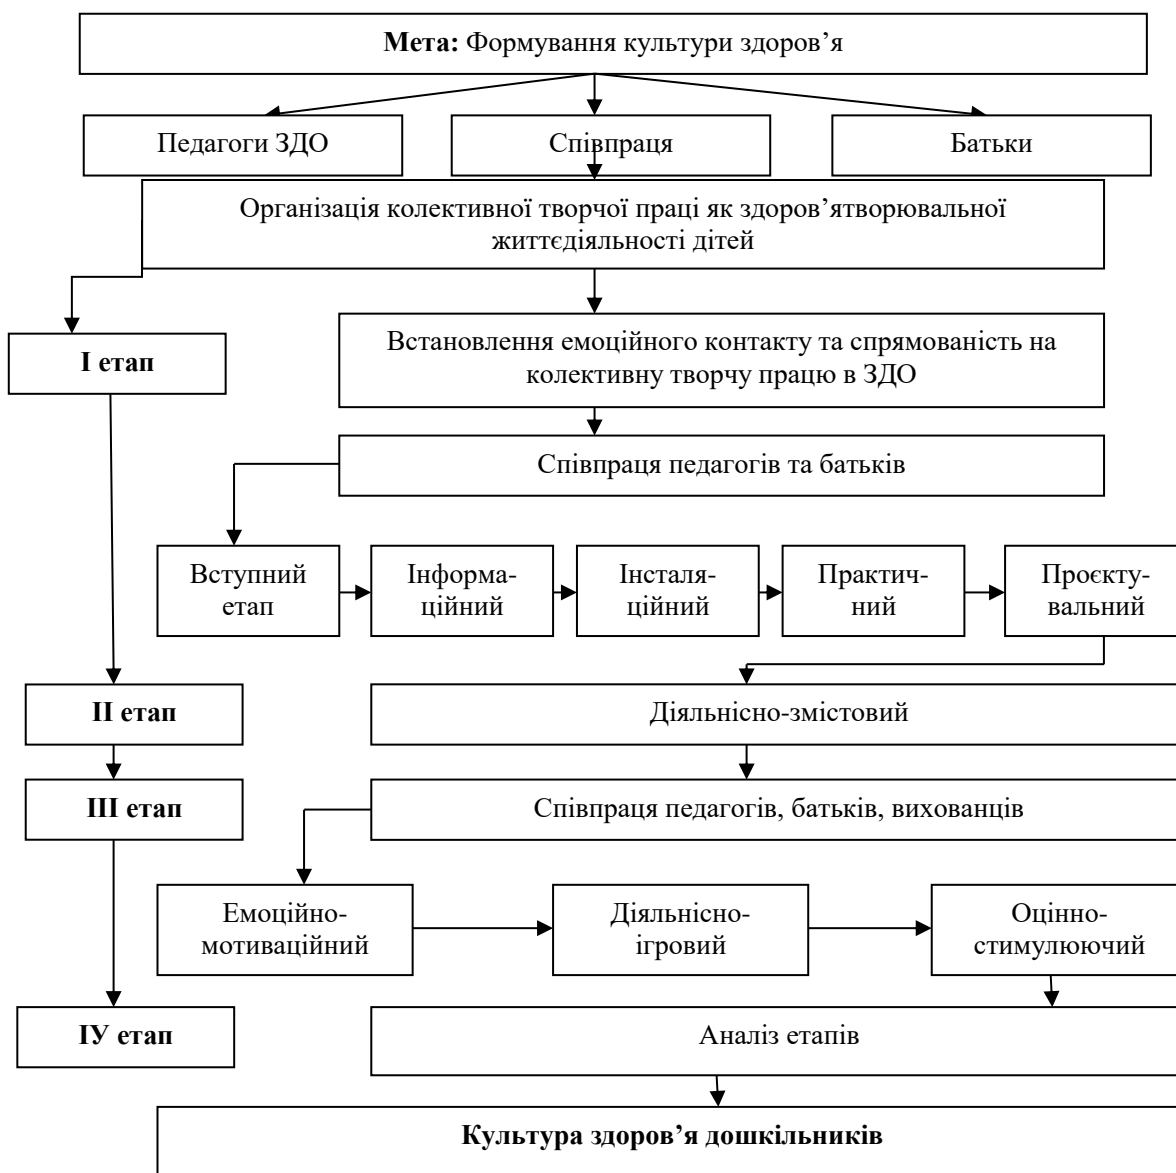 Мета: Формування культури здоров’я
Педагоги ЗДО
Співпраця
Батьки
Організація колективної творчої праці як здоров’ятворювальної
життєдіяльності дітей
І етап
Встановлення емоційного контакту та спрямованість на
колективну творчу працю в ЗДО
Співпраця педагогів та батьків
Вступний
етап
Інформа-
ційний
Інсталя-
ційний
Практич-
ний
Проєкту-
вальний
ІІ етап
Діяльнісно-змістовий
ІІІ етап
Співпраця педагогів, батьків, вихованців
Емоційно-
мотиваційний
Діяльнісно-
ігровий
Оцінно-
стимулюючий
ІУ етап
Аналіз етапів
Культура здоров’я дошкільників